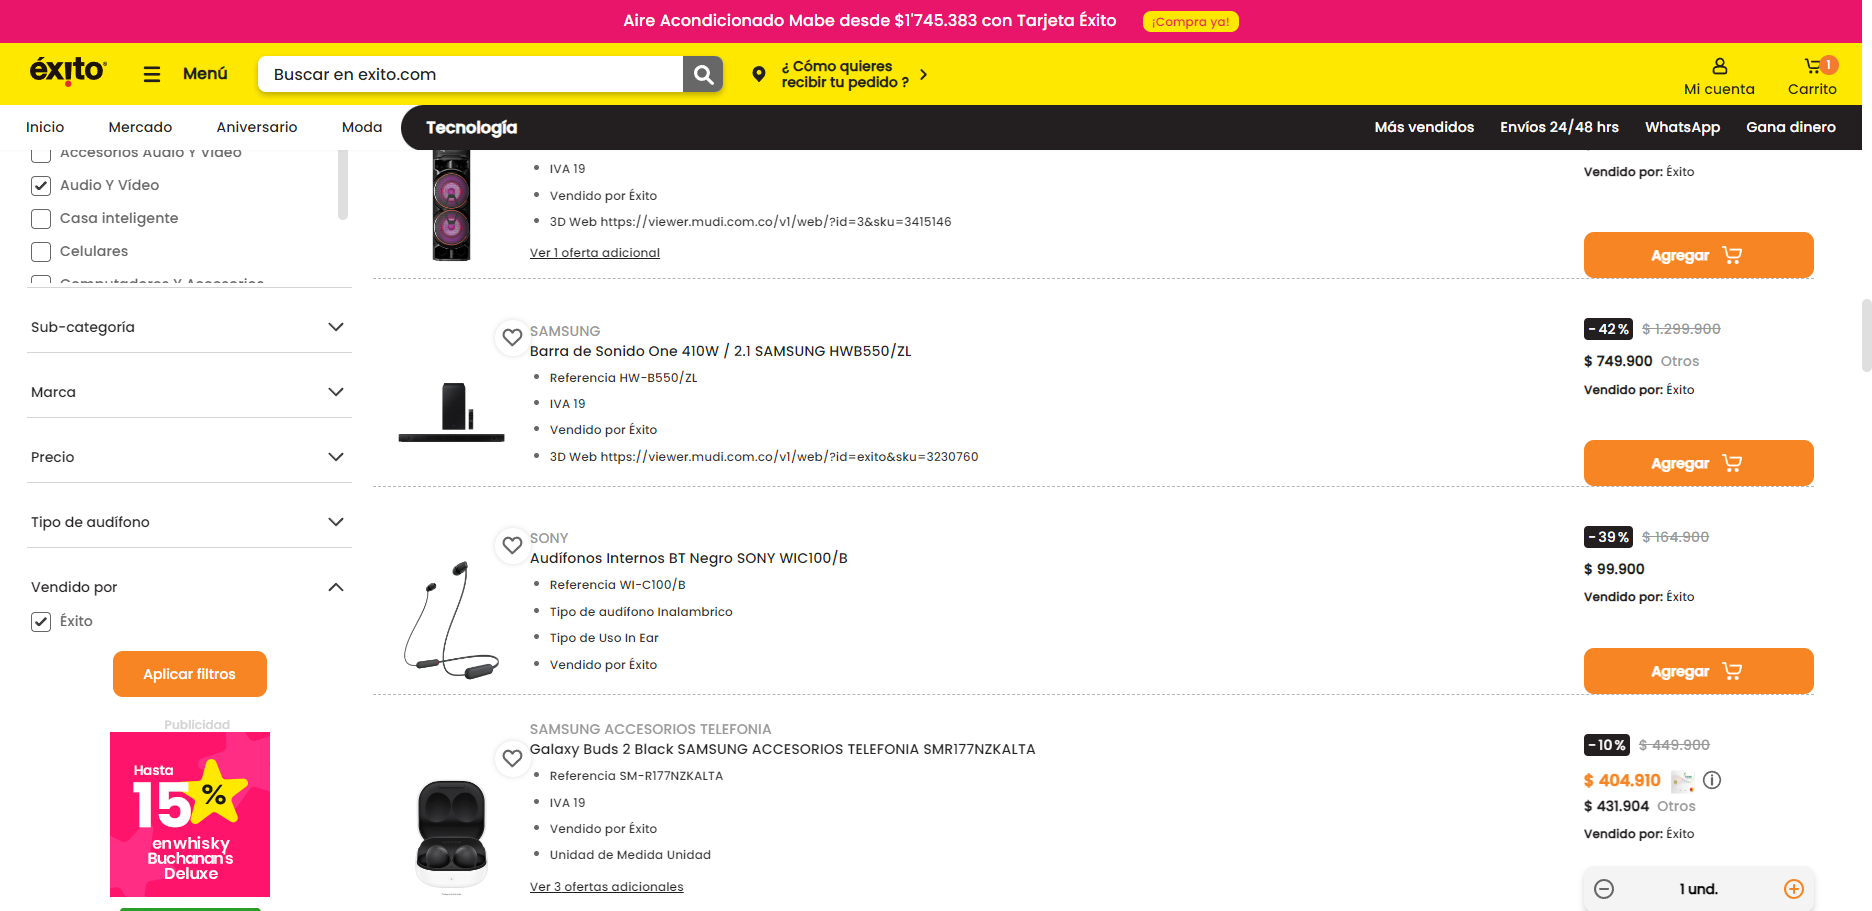 Aire Acondicionado Mabe desde $1'745.383 con Tarjeta Éxito
¡Compra ya!
éxito
Menú
Buscar en exito.com
¿ Cómo quieres
recibir tu pedido ?
Mi cuenta
1
Carrito
Inicio
Mercado
Aniversario
Moda
Tecnología
Más vendidos
Envíos 24/48 hrs
WhatsApp
Gana dinero
Accesorios Audio Y Vídeo
Audio Y Vídeo
Casa inteligente
Celulares
Computadores Y Accesorios
Sub-categoría
Marca
Precio
Tipo de audífono
Vendido por
Éxito
Aplicar filtros
Publicidad
Hasta
15%
en whisky
Buchanan's
Deluxe
IVA 19
Vendido por Éxito
3D Web https://viewer.mudi.com.co/v1/web/?id=3&sku=3415146
Ver 1 oferta adicional
Vendido por: Éxito
Agregar
SAMSUNG
Barra de Sonido One 410W / 2.1 SAMSUNG HWB550/ZL
Referencia HW-B550/ZL
IVA 19
Vendido por Éxito
3D Web https://viewer.mudi.com.co/v1/web/?id=exito&sku=3230760
-42% $ 1.299.900
$ 749.900 Otros
Vendido por: Éxito
Agregar
SONY
Audífonos Internos BT Negro SONY WIC100/B
Referencia WI-C100/B
Tipo de audífono Inalambrico
Tipo de Uso In Ear
Vendido por Éxito
-39% $ 164.900
$ 99.900
Vendido por: Éxito
Agregar
SAMSUNG ACCESORIOS TELEFONIA
Galaxy Buds 2 Black SAMSUNG ACCESORIOS TELEFONIA SMR177NZKALTA
Referencia SM-R177NZKALTA
IVA 19
Vendido por Éxito
Unidad de Medida Unidad
Ver 3 ofertas adicionales
-10% $ 449.900
$ 404.910
$ 431.904 Otros
Vendido por: Éxito
1 und.